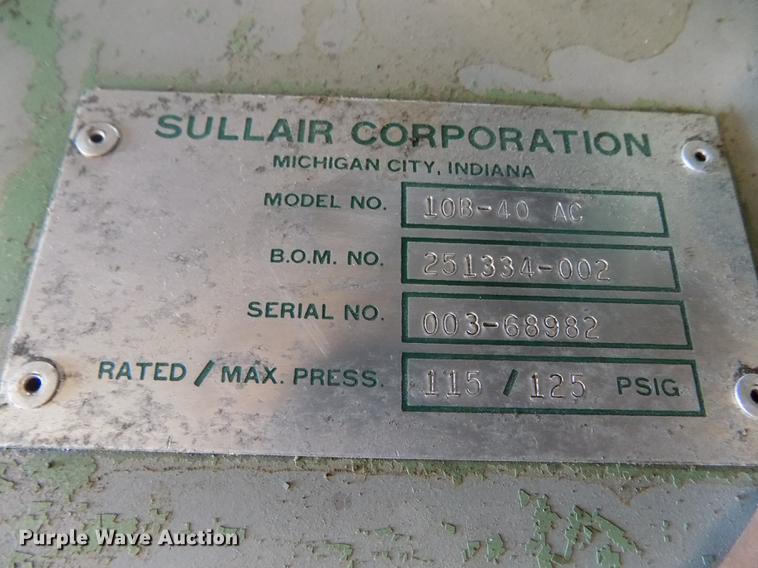 SULLAIR CORPORATION
MICHIGAN CITY, INDIANA
MODEL NO. 10B-40 AC
B.O.M. NO. 251334-002
SERIAL NO. 003-68982
RATED / MAX. PRESS. 115 / 125 PSIG
Purple Wave Auction